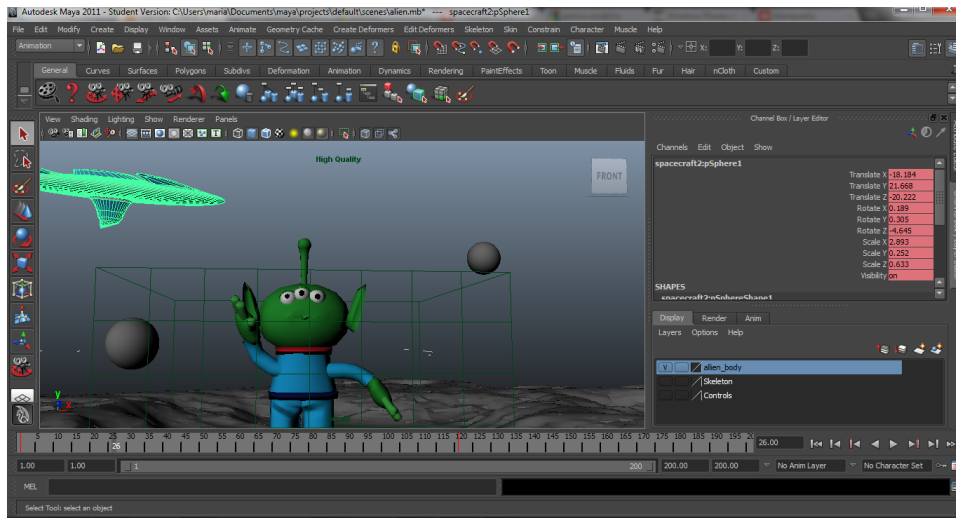 Autodesk Maya 2011 - Student Version: C:\Users\maria\Documents\maya\projects\default\scenes\alien.mb* --- spacecraft2:pSphere1
File Edit Modify Create Display Window Assets Animate Geometry Cache Create Deformers Edit Deformers Skeleton Skin Constrain Character Muscle Help
Animation X: Y: Z:
General Curves Surfaces Polygons Subdivs Deformation Animation Dynamics Rendering PaintEffects Toon Muscle Fluids Fur Hair nCloth Custom
View Shading Lighting Show Renderer Panels
Channel Box / Layer Editor
Channels Edit Object Show
High Quality
FRONT
spacecraft2:pSphere1
Translate X -18.184
Translate Y 21.668
Translate Z -20.222
Rotate X 0.189
Rotate Y 0.305
Rotate Z -4.645
Scale X 2.893
Scale Y 0.252
Scale Z 0.633
Visibility on
SHAPES
spacecraft2:pSphereShape1
Display Render Anim
Layers Options Help
V allien_body
Skeleton
Controls
y x
5 10 15 20 25 30 35 40 45 50 55 60 65 70 75 80 85 90 95 100 105 110 115 120 125 130 135 140 145 150 155 160 165 170 175 180 185 190 195 26.00
26
1.00 1.00 1 200 200.00 200.00 No Anim Layer No Character Set
MEL
Select Tool: select an object